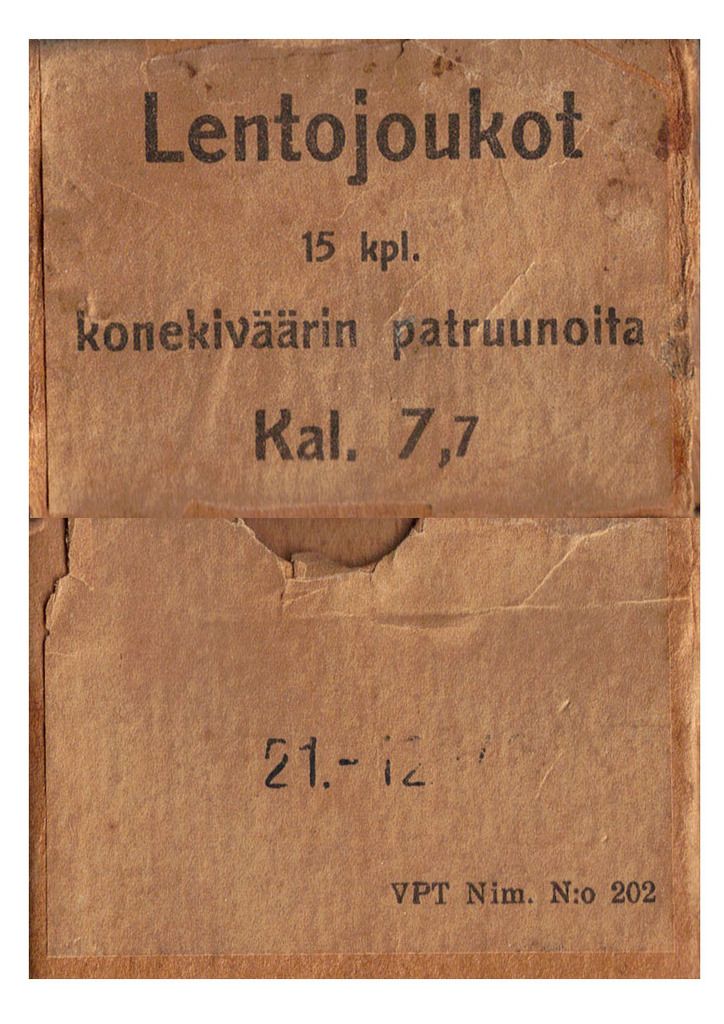 Lentojoukot
15 kpl.
konekiväärin patruunoita
Kal. 7,7
21.- 12
VPT Nim. N:o 202